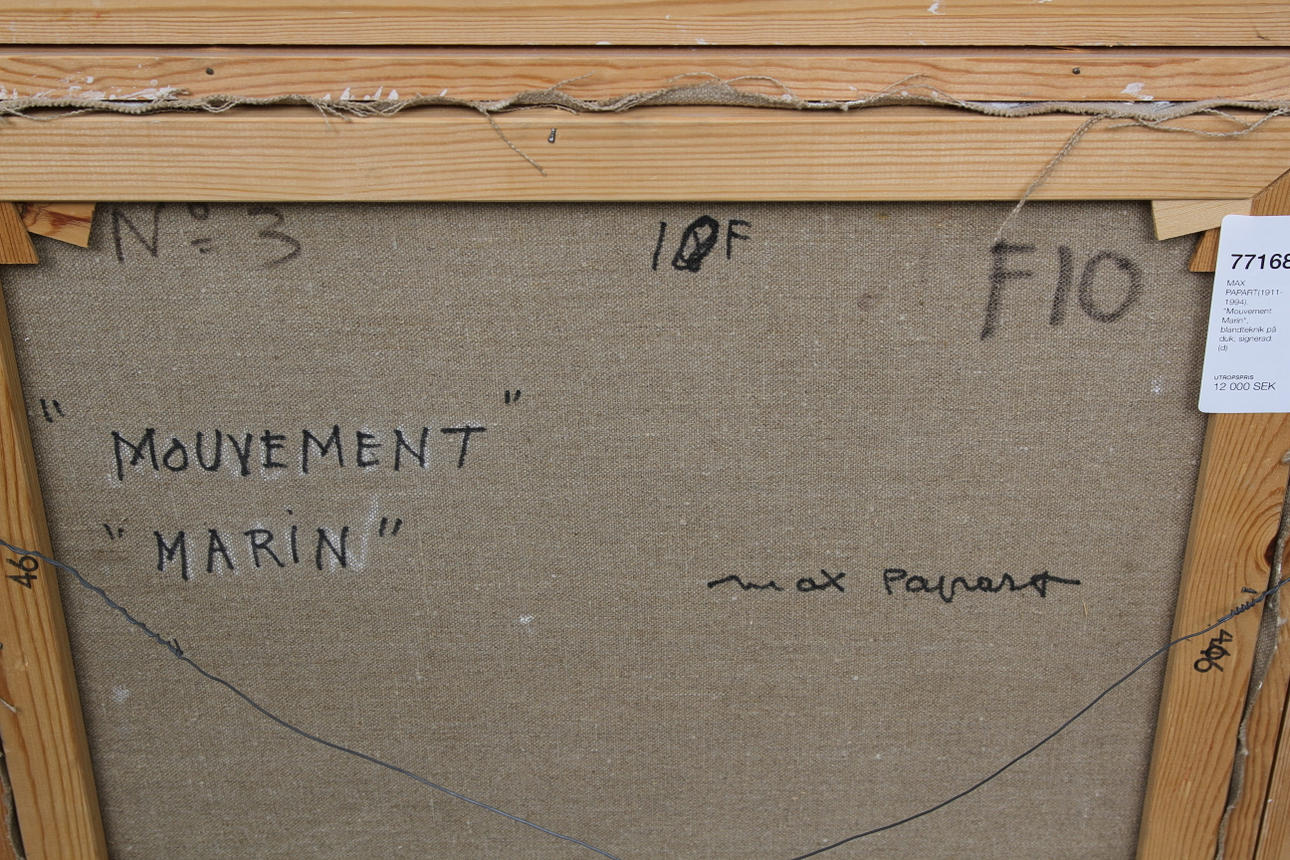 Nº 3
10F
F10
"MOUVEMENT"
"MARIN"
max Papart
46
46
77168
MAX
PAPART(1911-
1994).
"Mouvement
Marin",
blandteknik på
duk, signerad.
(d)
UTROPSPRIS
12 000 SEK